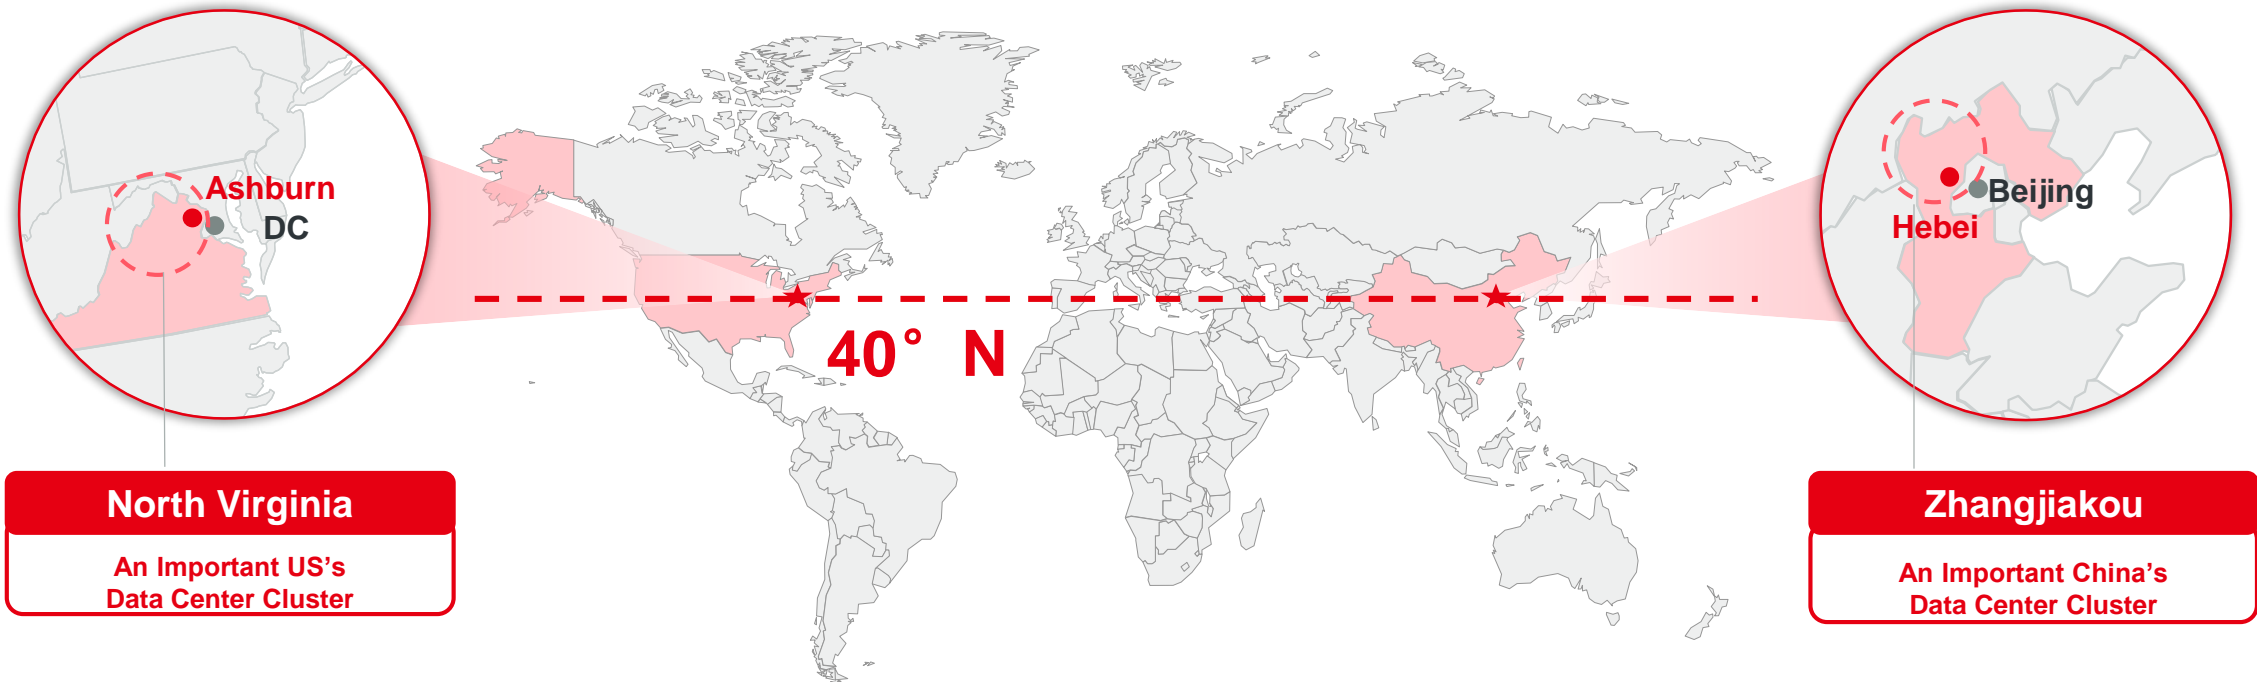 Ashburn
DC
North Virginia
An Important US’s
Data Center Cluster
40° N
Beijing
Hebei
Zhangjiakou
An Important China’s
Data Center Cluster